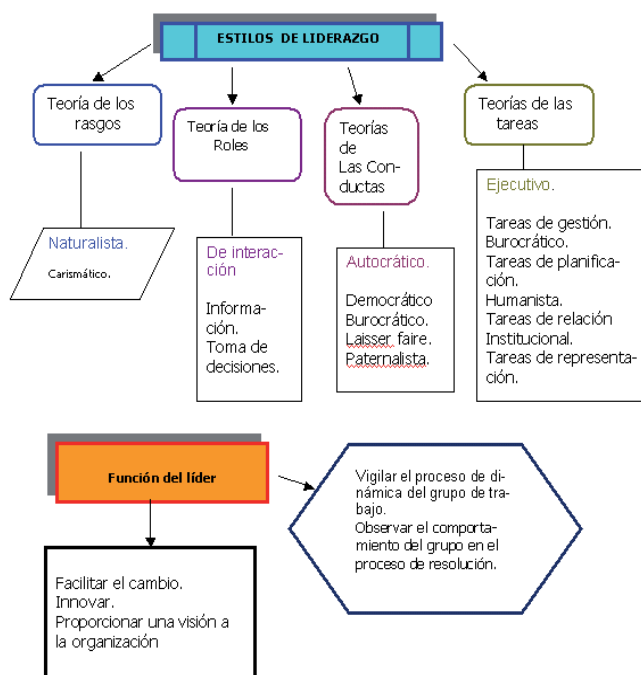 ESTILOS DE LIDERAZGO
Teoría de los
rasgos
Teoría de los
Roles
Teorías
de
Las Con-
ductas
Teorías de las
tareas
Naturalista.
Carismático.
De interac-
ción
Informa-
ción.
Toma de
decisiones.
Autocrático.
Democrático
Burocrático.
Laisser faire.
Paternalista.
Ejecutivo.
Tareas de gestión.
Burocrático.
Tareas de planifica-
ción.
Humanista.
Tareas de relación
Institucional.
Tareas de representa-
ción.
Función del líder
Vigilar el proceso de di-
námica del grupo de tra-
bajo.
Observar el comporta-
miento del grupo en el
proceso de resolución.
Facilitar el cambio.
Innovar.
Proporcionar una visión a
la organización